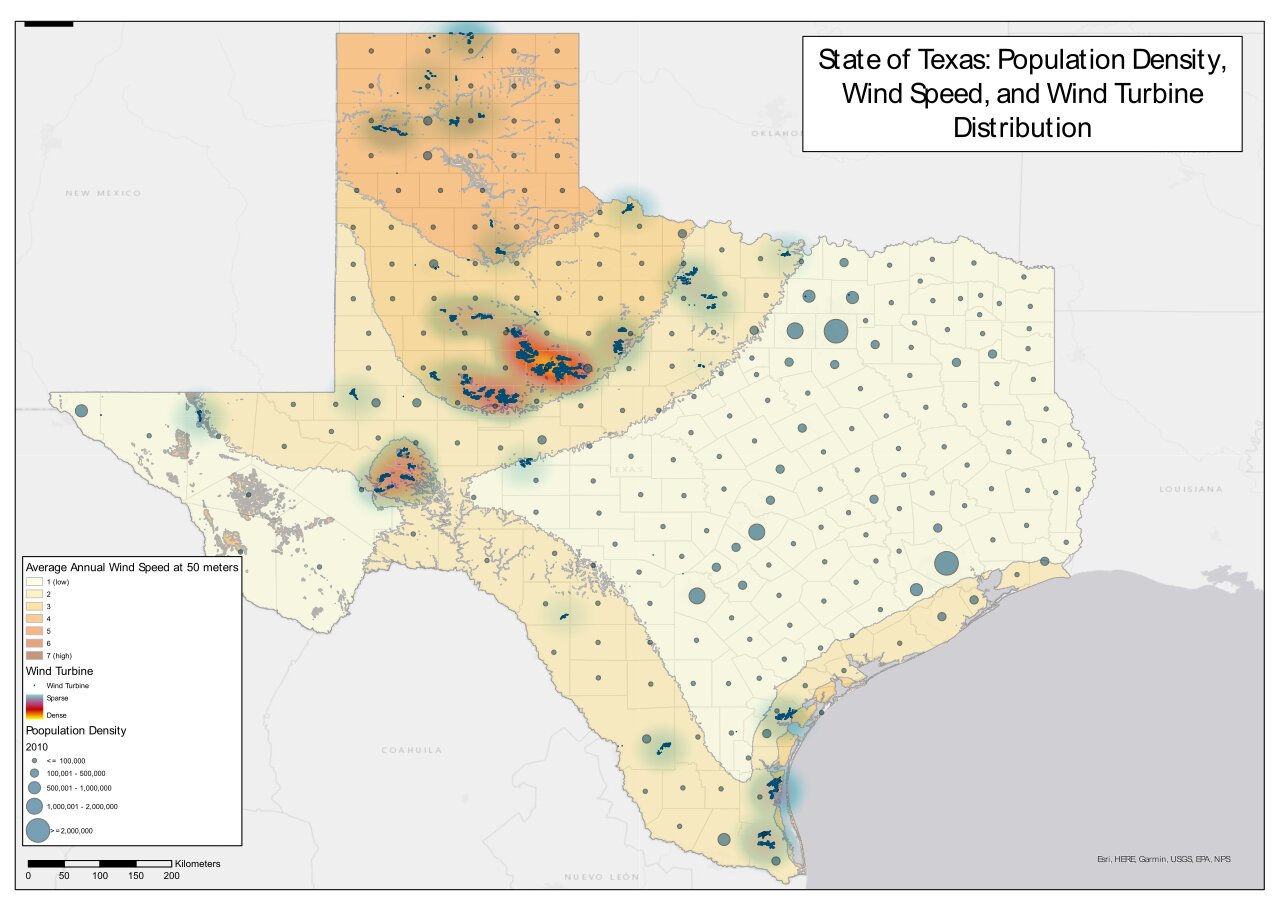 State of Texas: Population Density,
Wind Speed, and Wind Turbine
Distribution
OKLAHO
NEW MEXICO
TEXAS
LOUISIANA
COAHUILA
NUEVO LEON
Average Annual Wind Speed at 50 meters
1 (low)
2
3
4
5
6
7 (high)
Wind Turbine
Wind Turbine
Sparse
Dense
Poopulation Density
2010
<= 100,000
100,001 - 500,000
500,001 - 1,000,000
1,000,001 - 2,000,000
>=2,000,000
Kilometers
0 50 100 150 200
Esri, HERE, Garmin, USGS, EPA, NPS